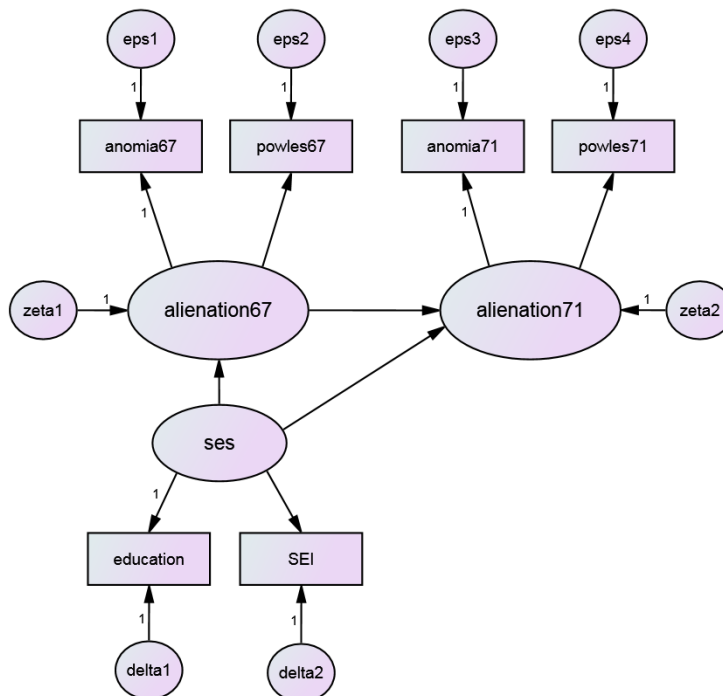 eps1
eps2
eps3
eps4
1
1
1
1
anomia67
powles67
anomia71
powles71
1
1
zeta1
1
alienation67
alienation71
1
zeta2
ses
1
education
SEI
1
1
delta1
delta2